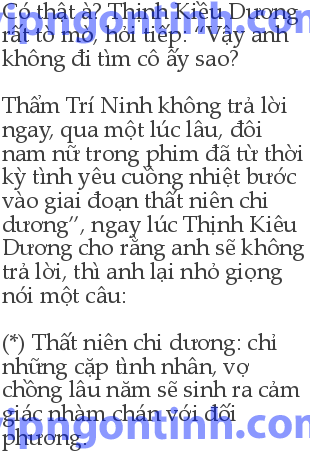 Có thật à? Thịnh Kiều Dương
rất tò mò, hỏi tiếp: “Vậy anh
không đi tìm cô ấy sao?
Thẩm Trí Ninh không trả lời
ngay, qua một lúc lâu, đôi
nam nữ trong phim đã từ thời
kỳ tình yêu cuồng nhiệt bước
vào giai đoạn thất niên chi
dương”, ngay lúc Thịnh Kiêu
Dương cho rằng anh sẽ không
trả lời, thì anh lại nhỏ giọng
nói một câu:
(*) Thất niên chi dương: chỉ
những cặp tình nhân, vợ
chồng lâu năm sẽ sinh ra cảm
giác nhàm chán với đối
phương.